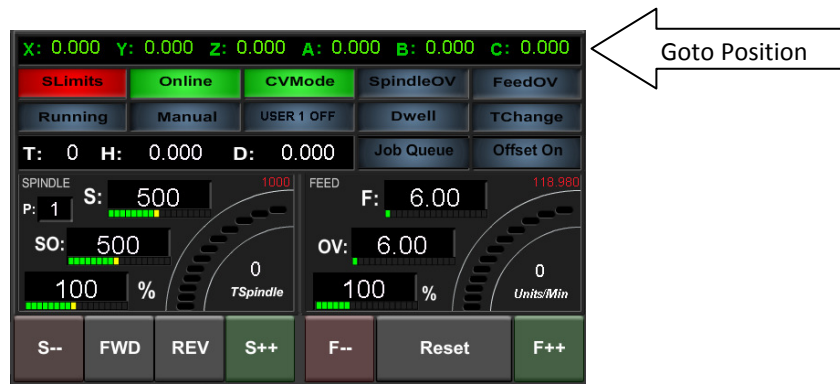 X: 0.000 Y: 0.000 Z: 0.000 A: 0.000 B: 0.000 C: 0.000
Goto Position
SLimits Online CVMode SpindleOV FeedOV
Running Manual USER 1 OFF Dwell TChange
T: 0 H: 0.000 D: 0.000 Job Queue Offset On
SPINDLE 1000 FEED 118.980
P: 1 S: 500 F: 6.00
SO: 500 OV: 6.00
0 TSpindle 0 Units/Min
100 % 100 %
S-- FWD REV S++ F-- Reset F++